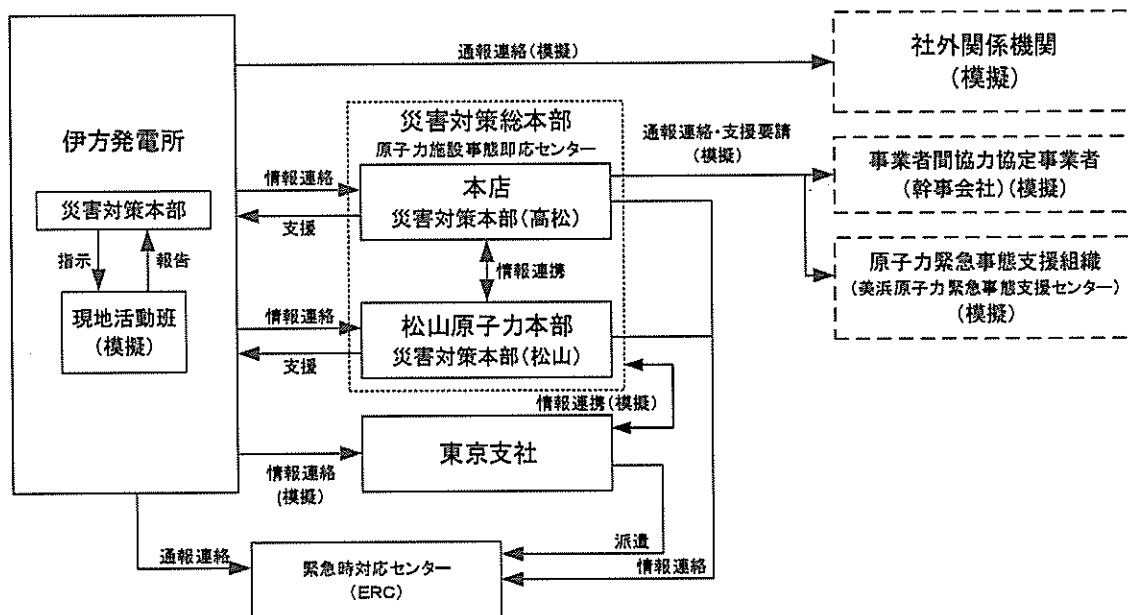 通報連絡(模擬)
社外関係機関
(模擬)
伊方発電所
災害対策本部
指示
報告
現地活動班
(模擬)
情報連絡
支援
情報連絡
支援
災害対策総本部
原子力施設事態即応センター
本店
災害対策本部(高松)
情報連携
松山原子力本部
災害対策本部(松山)
通報連絡・支援要請
(模擬)
事業者間協力協定事業者
(幹事会社)(模擬)
原子力緊急事態支援組織
(美浜原子力緊急事態支援センター)
(模擬)
情報連携(模擬)
東京支社
情報連絡
(模擬)
派遣
通報連絡
情報連絡
緊急時対応センター
(ERC)